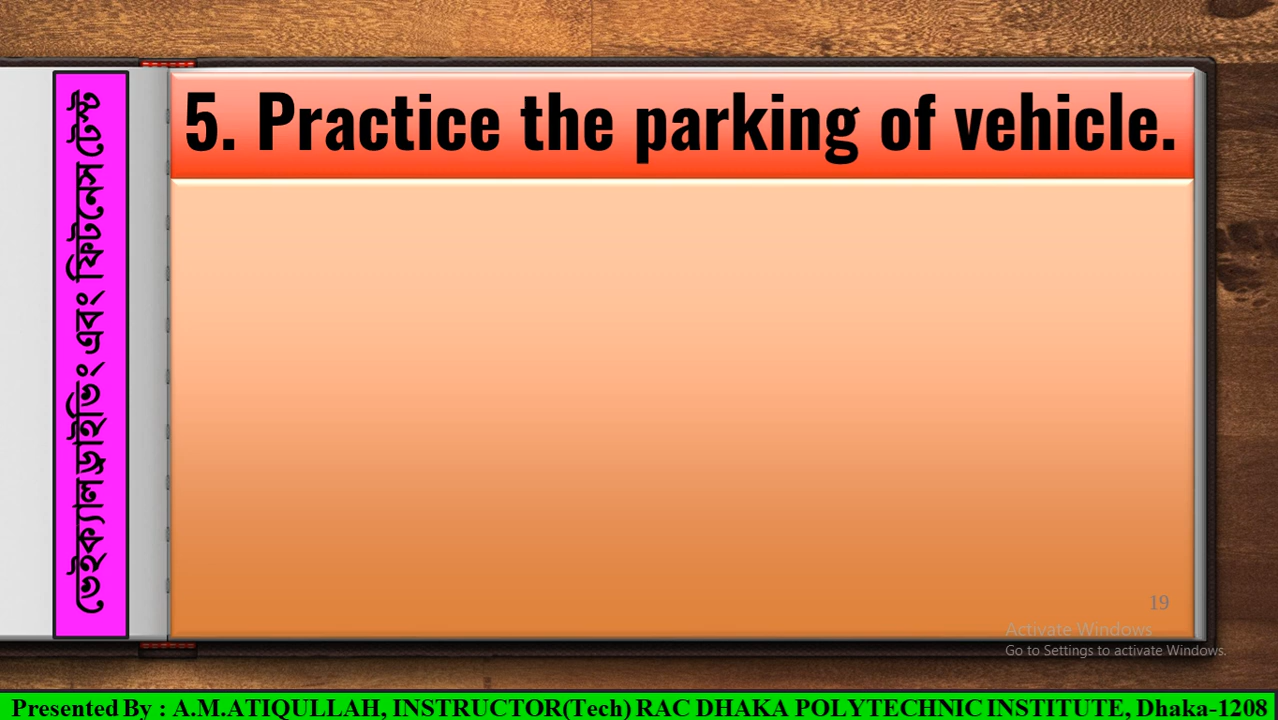 5. Practice the parking of vehicle.
ভেইক্যাল ড্রাইভিং এবং ফিটনেস টেস্ট
19
Activate Windows
Go to Settings to activate Windows.
Presented By : A.M.ATIQULLAH, INSTRUCTOR(Tech) RAC DHAKA POLYTECHNIC INSTITUTE, Dhaka-1208